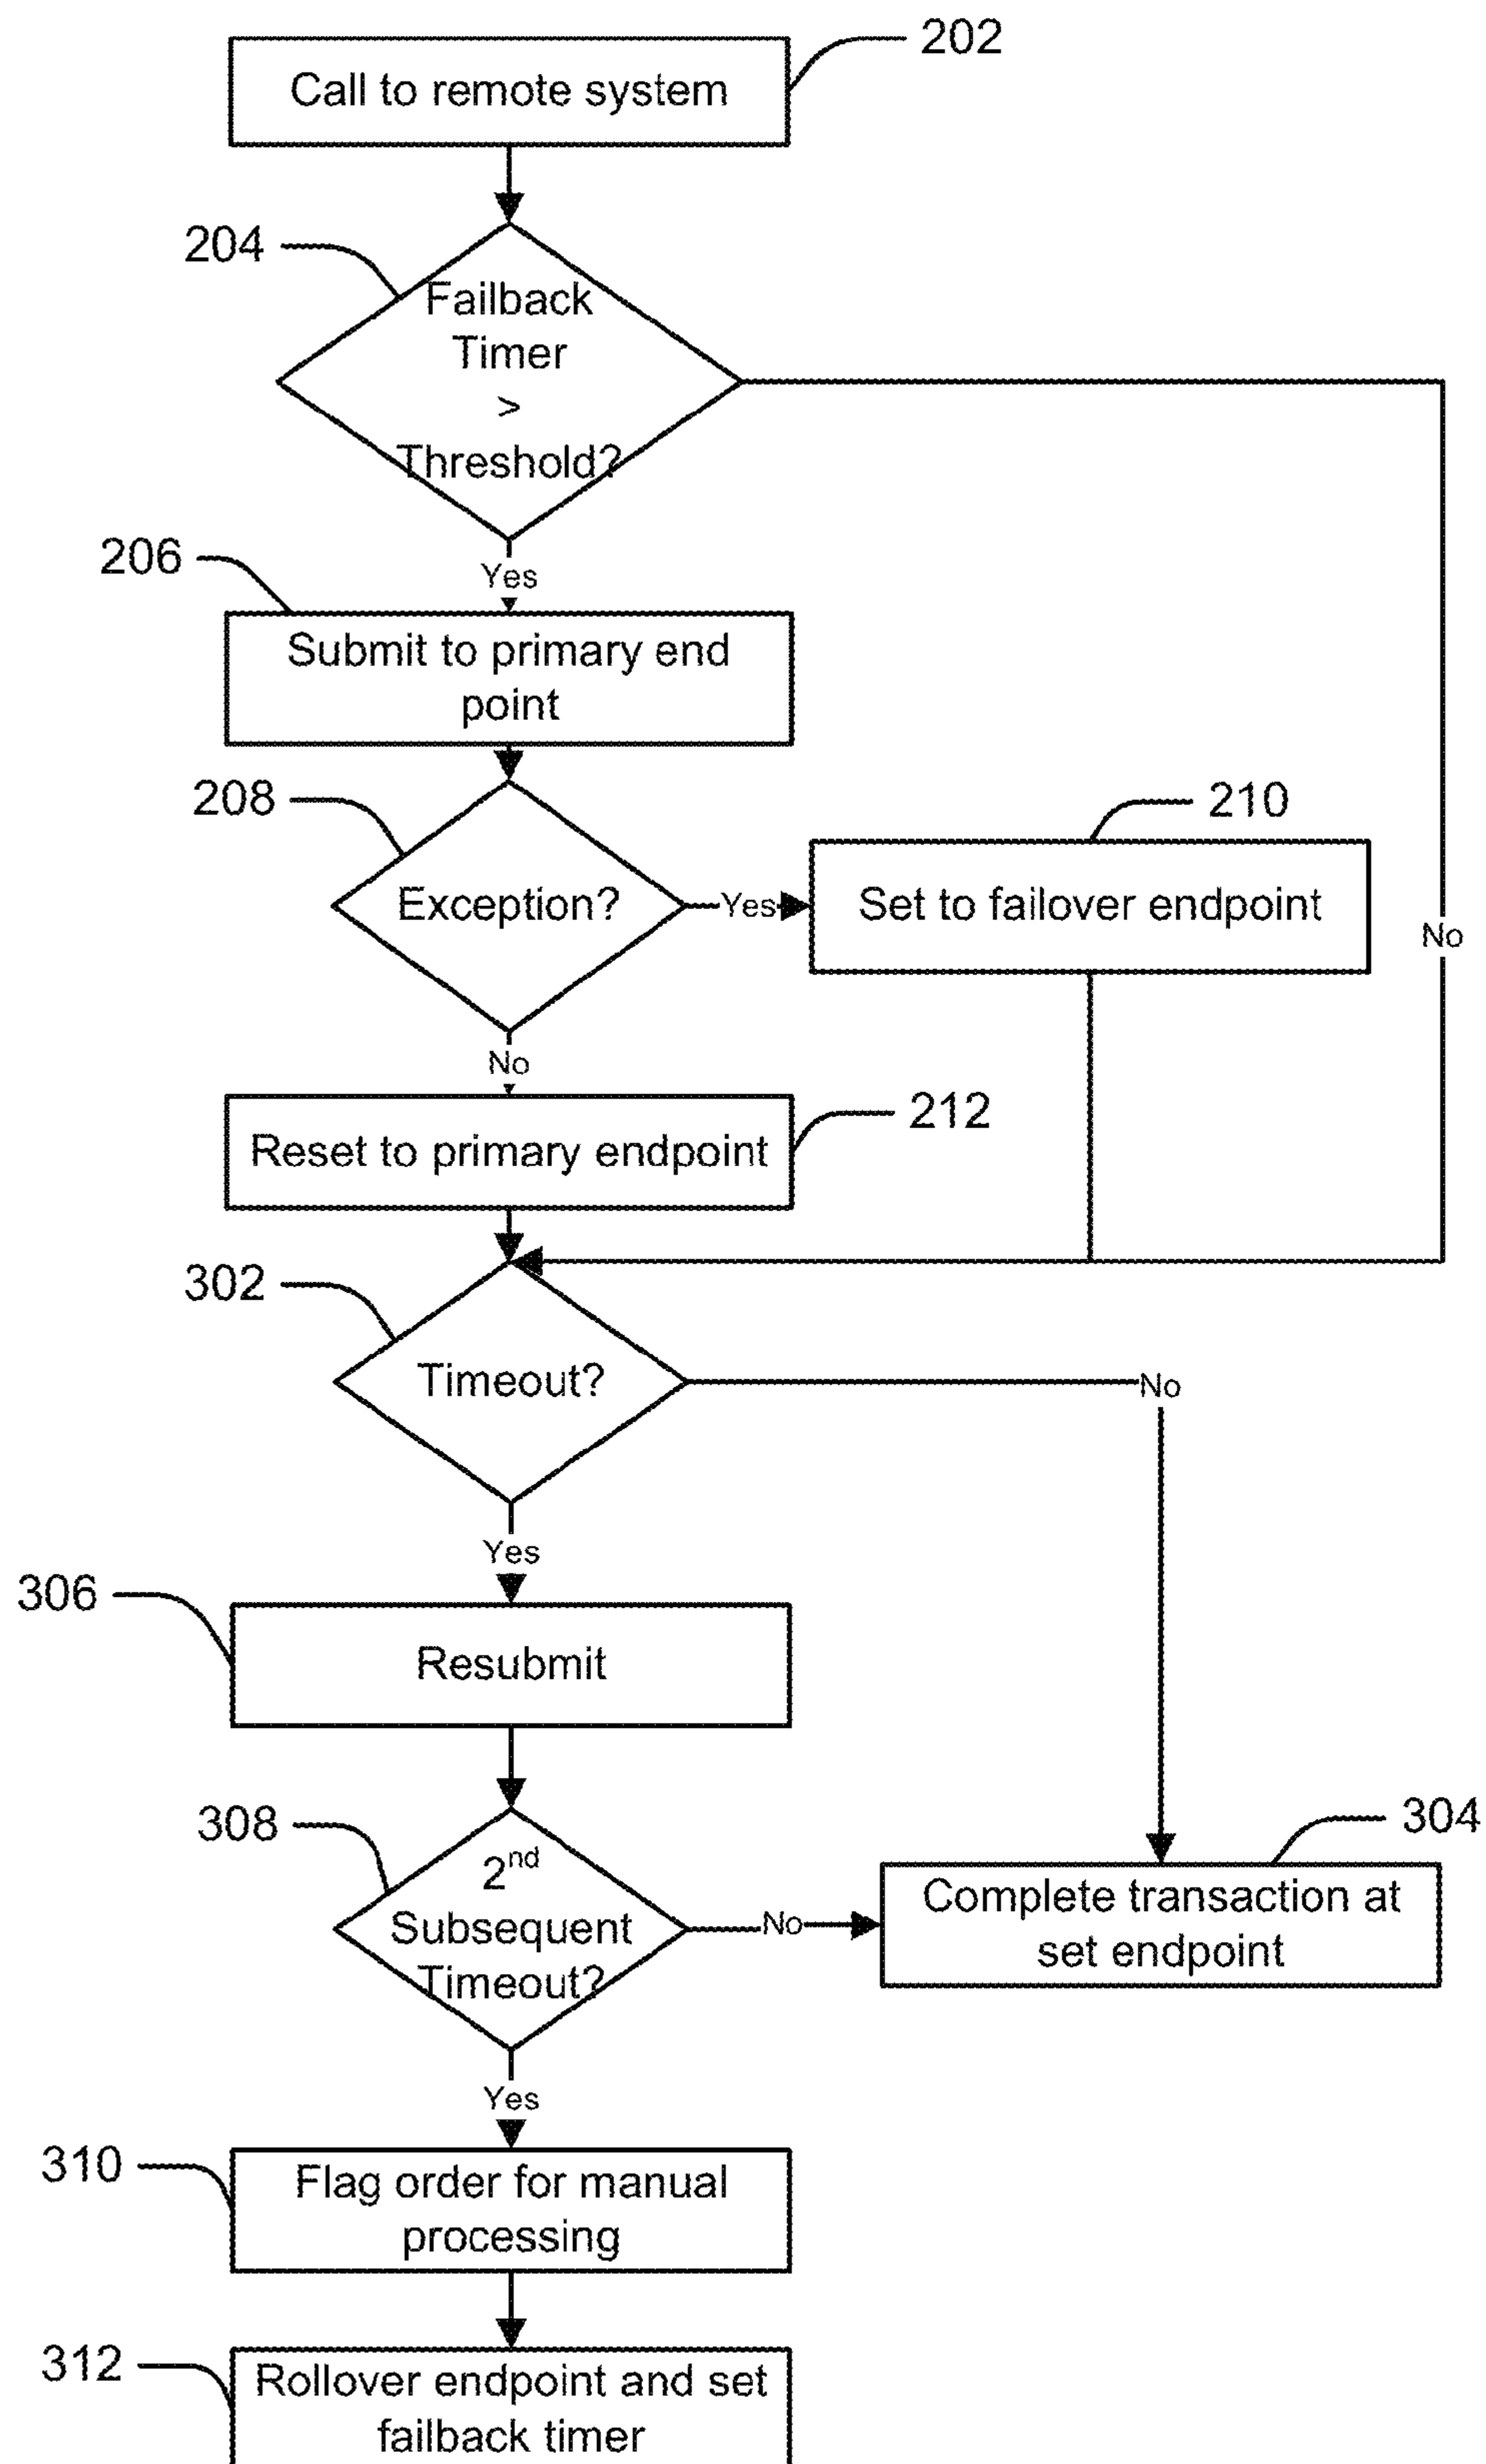 202
Call to remote system
204
Failback
Timer
>
Threshold?
206
Yes
Submit to primary end
point
208
210
Exception?
Yes
Set to failover endpoint
No
No
212
Reset to primary endpoint
302
Timeout?
No
Yes
306
Resubmit
308
304
2nd
Subsequent
Timeout?
No
Complete transaction at
set endpoint
Yes
310
Flag order for manual
processing
312
Rollover endpoint and set
failback timer